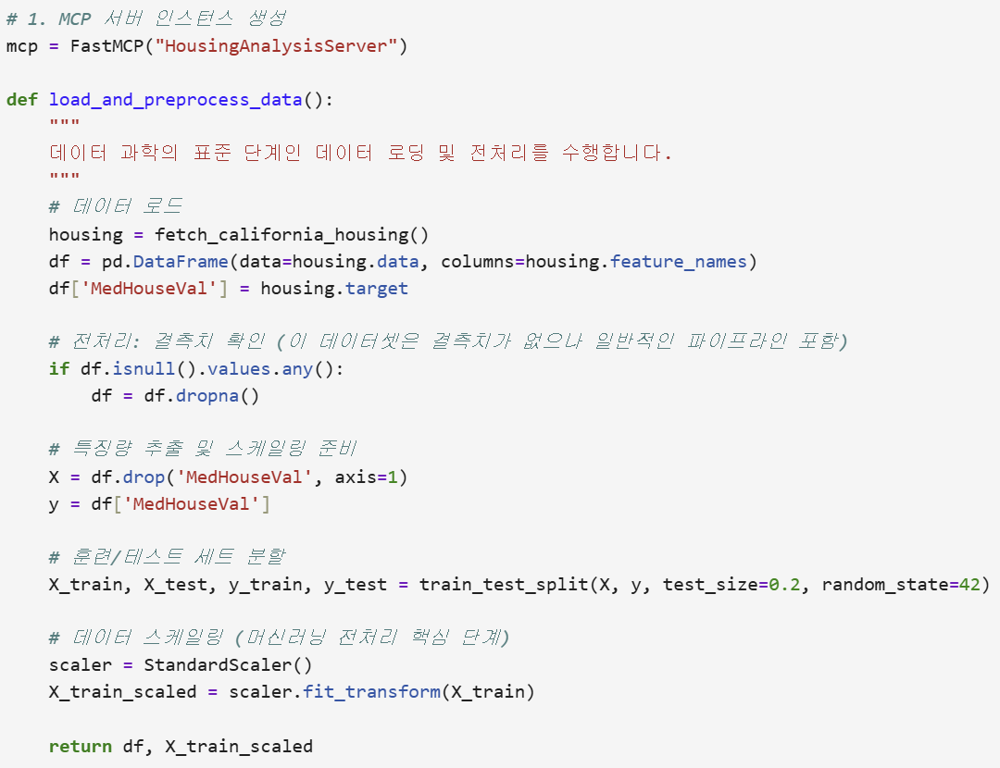 # 1. MCP 서버 인스턴스 생성
mcp = FastMCP("HousingAnalysisServer")
def load_and_preprocess_data():
"""
데이터 과학의 표준 단계인 데이터 로딩 및 전처리를 수행합니다.
"""
# 데이터 로드
housing = fetch_california_housing()
df = pd.DataFrame(data=housing.data, columns=housing.feature_names)
df['MedHouseVal'] = housing.target
# 전처리: 결측치 확인 (이 데이터셋은 결측치가 없으나 일반적인 파이프라인 포함)
if df.isnull().values.any():
df = df.dropna()
# 특징량 추출 및 스케일링 준비
X = df.drop('MedHouseVal', axis=1)
y = df['MedHouseVal']
# 훈련/테스트 세트 분할
X_train, X_test, y_train, y_test = train_test_split(X, y, test_size=0.2, random_state=42)
# 데이터 스케일링 (머신러닝 전처리 핵심 단계)
scaler = StandardScaler()
X_train_scaled = scaler.fit_transform(X_train)
return df, X_train_scaled